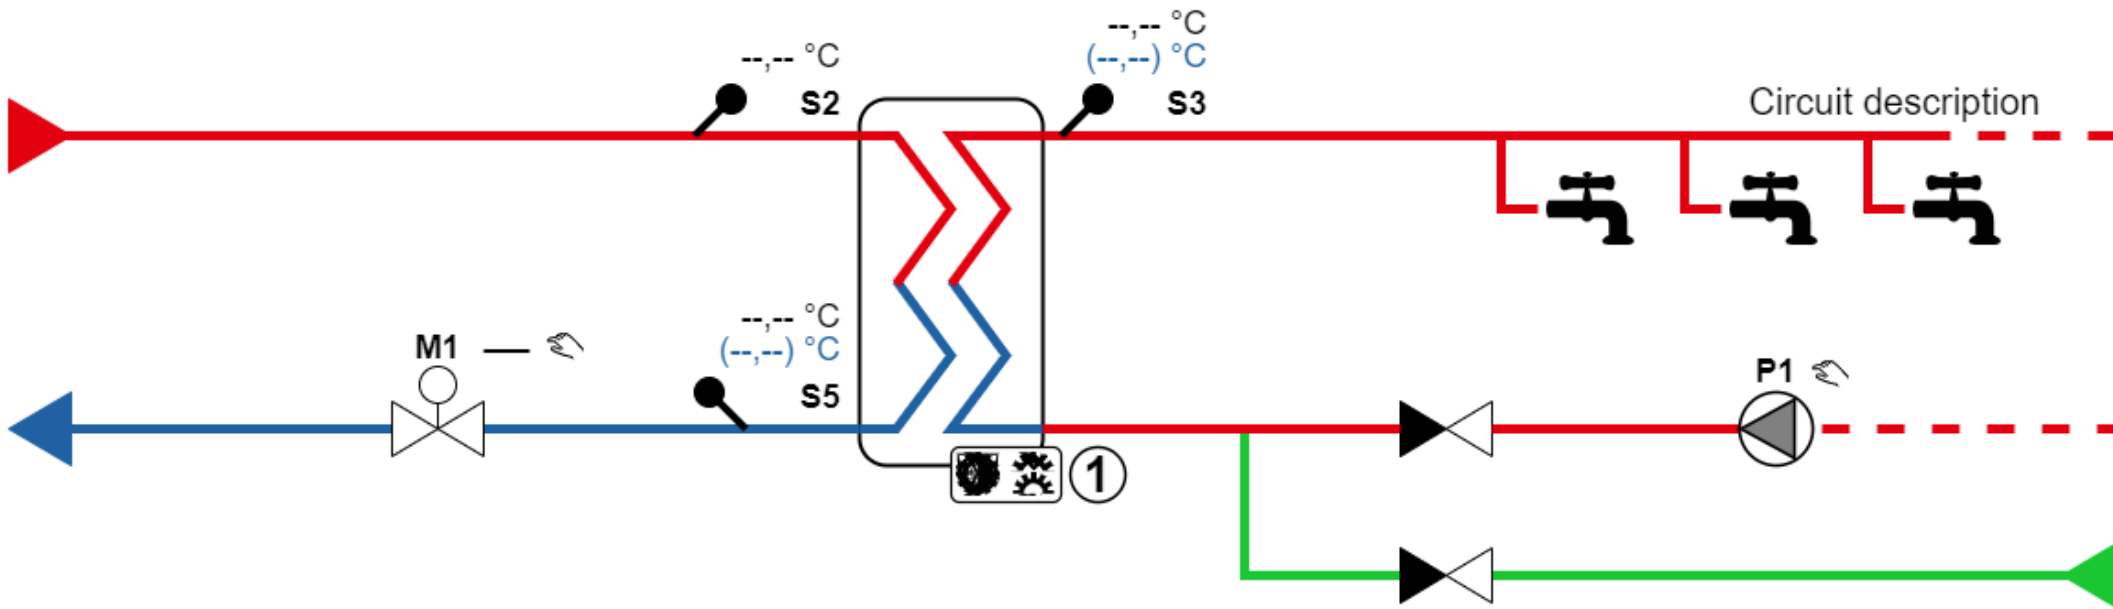 --,-- °C
(--,--) °C
--,-- °C
S2
S3
Circuit description
--,-- °C
(--,--) °C
M1
S5
P1
1